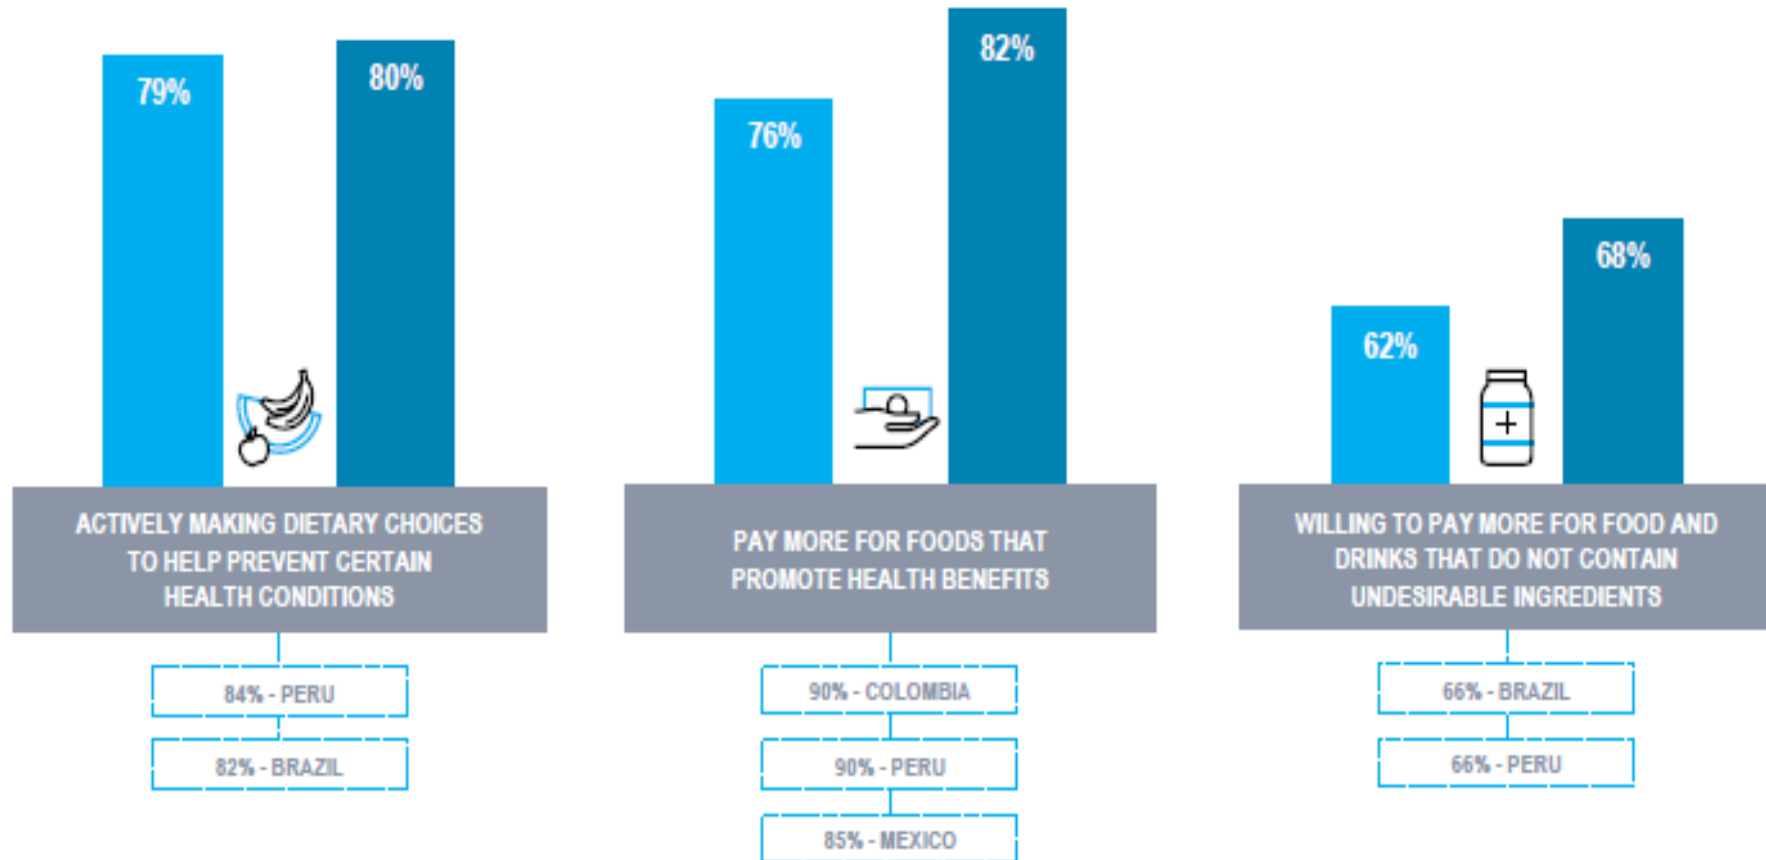 79%
80%
ACTIVELY MAKING DIETARY CHOICES
TO HELP PREVENT CERTAIN
HEALTH CONDITIONS
84% - PERU
82% - BRAZIL
76%
82%
PAY MORE FOR FOODS THAT
PROMOTE HEALTH BENEFITS
90% - COLOMBIA
90% - PERU
85% - MEXICO
62%
68%
WILLING TO PAY MORE FOR FOOD AND
DRINKS THAT DO NOT CONTAIN
UNDESIRABLE INGREDIENTS
66% - BRAZIL
66% - PERU